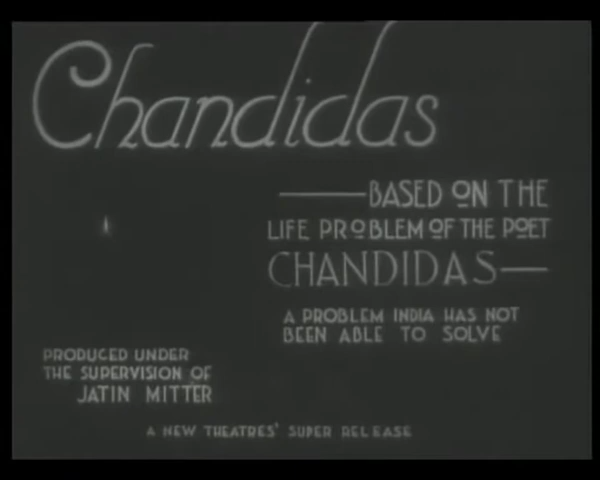 Chandidas
BASED ON THE
LIFE PROBLEM OF THE POET
CHANDIDAS
A PROBLEM INDIA HAS NOT
BEEN ABLE TO SOLVE
PRODUCED UNDER
THE SUPERVISION OF
JATIN MITTER
A NEW THEATRES' SUPER RELEASE